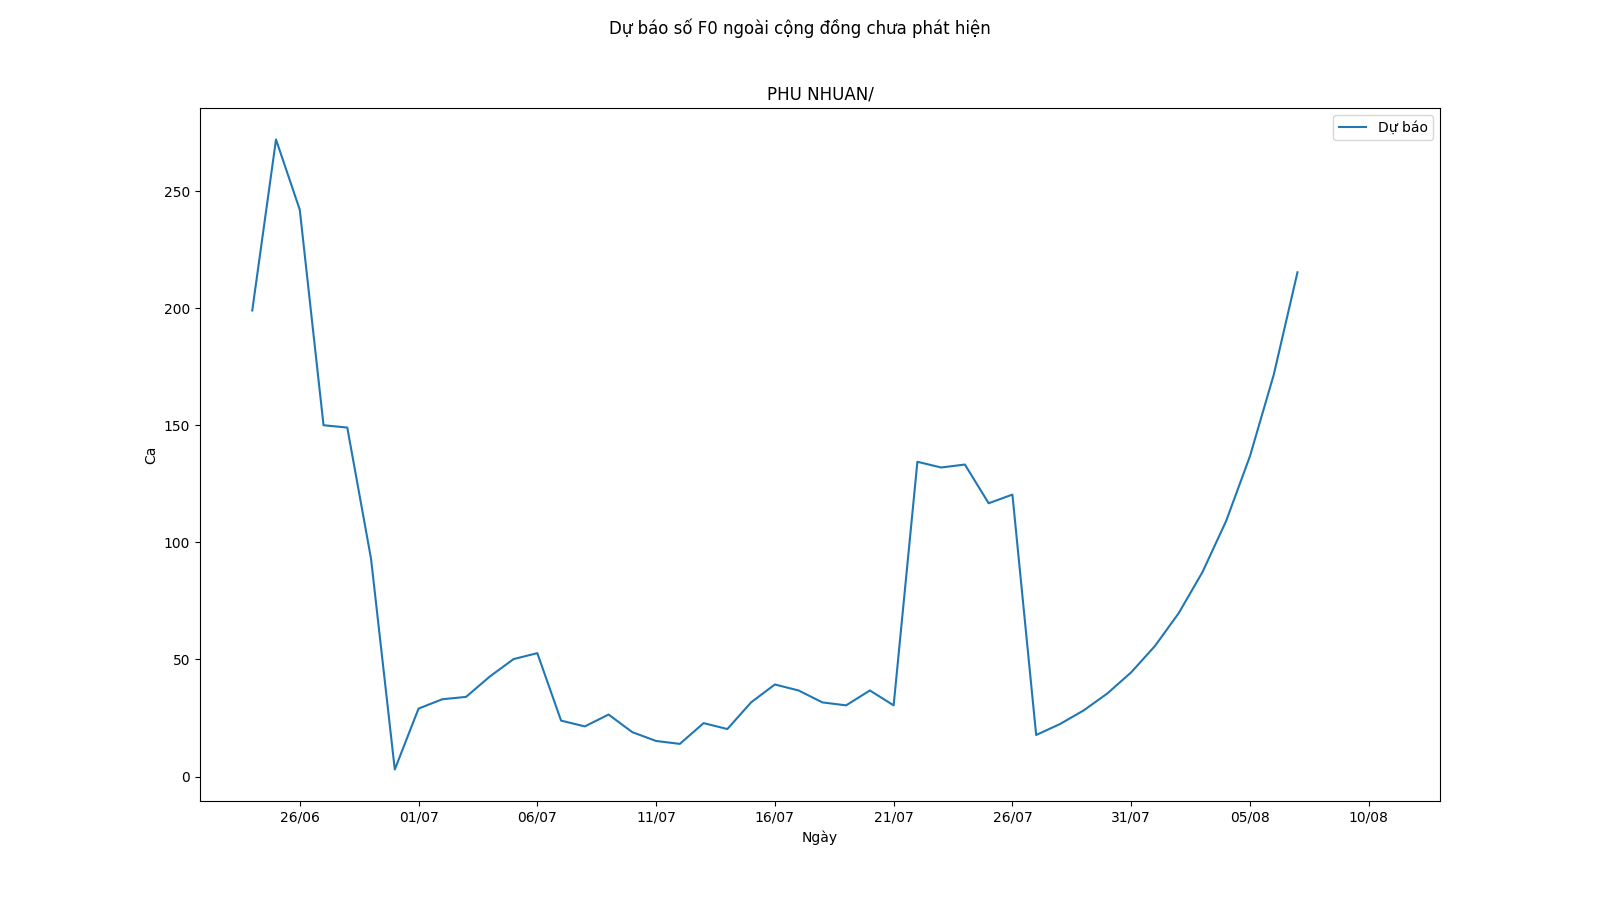 Dự báo số F0 ngoài cộng đồng chưa phát hiện
PHU NHUAN/
Dự báo
250
200
150
100
50
0
Ca
26/06 01/07 06/07 11/07 16/07 21/07 26/07 31/07 05/08 10/08
Ngày